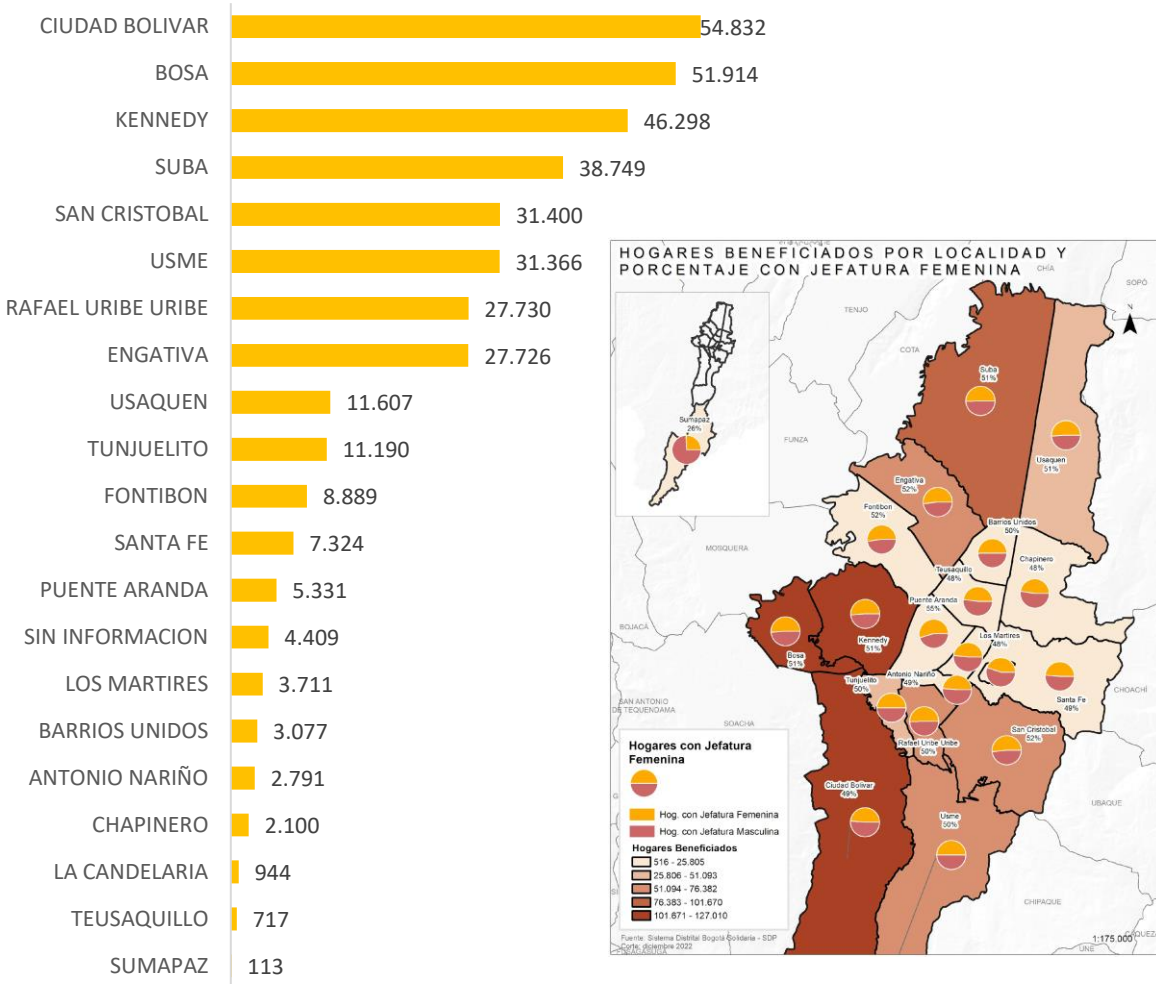 CIUDAD BOLIVAR 54.832
BOSA 51.914
KENNEDY 46.298
SUBA 38.749
SAN CRISTOBAL 31.400
USME 31.366
RAFAEL URIBE URIBE 27.730
ENGATIVA 27.726
USAQUEN 11.607
TUNJUELITO 11.190
FONTIBON 8.889
SANTA FE 7.324
PUENTE ARANDA 5.331
SIN INFORMACION 4.409
LOS MARTIRES 3.711
BARRIOS UNIDOS 3.077
ANTONIO NARIÑO 2.791
CHAPINERO 2.100
LA CANDELARIA 944
TEUSAQUILLO 717
SUMAPAZ 113
HOGARES BENEFICIADOS POR LOCALIDAD Y
PORCENTAJE CON JEFATURA FEMENINA
CHÍA
SOPÓ
N
TENJO
COTA
Suba
51%
Sumapaz
26%
FUNZA
Usaquen
51%
Engativa
52%
Fontibon
52%
Barrios Unidos
50%
MOSQUERA
Chapinero
48%
Teusaquillo
48%
Puente Aranda
55%
BOJACÁ
Kennedy
51%
Los Martires
48%
Bosa
51%
Antonio Nariño
49%
Tunjuelito
50%
CHOACHÍ
Santa Fe
49%
SAN ANTONIO
DE TEQUENDAMA
SOACHA
San Cristobal
52%
Rafael Uribe Uribe
50%
Hogares con Jefatura
Femenina
Ciudad Bolivar
49%
UBAQUE
Hog. con Jefatura Femenina
Hog. con Jefatura Masculina
Usme
50%
Hogares Beneficiados
516 - 25.805
25.806 - 51.093
51.094 - 76.382
76.383 - 101.670
101.671 - 127.010
CHIPAQUE
Fuente: Sistema Distrital Bogotá Solidaria - SDP
Corte: diciembre 2022
1:175.000
UNE